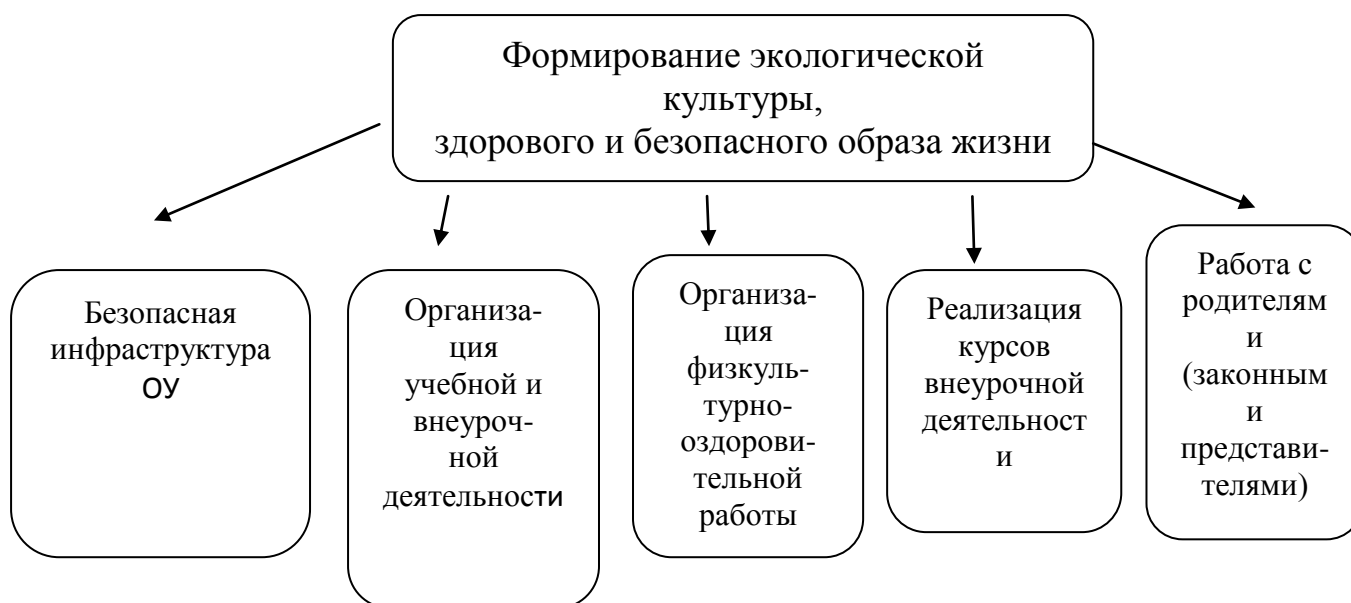 Формирование экологической
культуры,
здорового и безопасного образа жизни
Безопасная
инфраструктура
ОУ
Организа-
ция
учебной и
внеуроч-
ной
деятельности
Организа-
ция
физкуль-
турно-
оздорови-
тельной
работы
Реализация
курсов
внеурочной
деятельност
и
Работа с
родителям
и
(законным
и
представи-
телями)